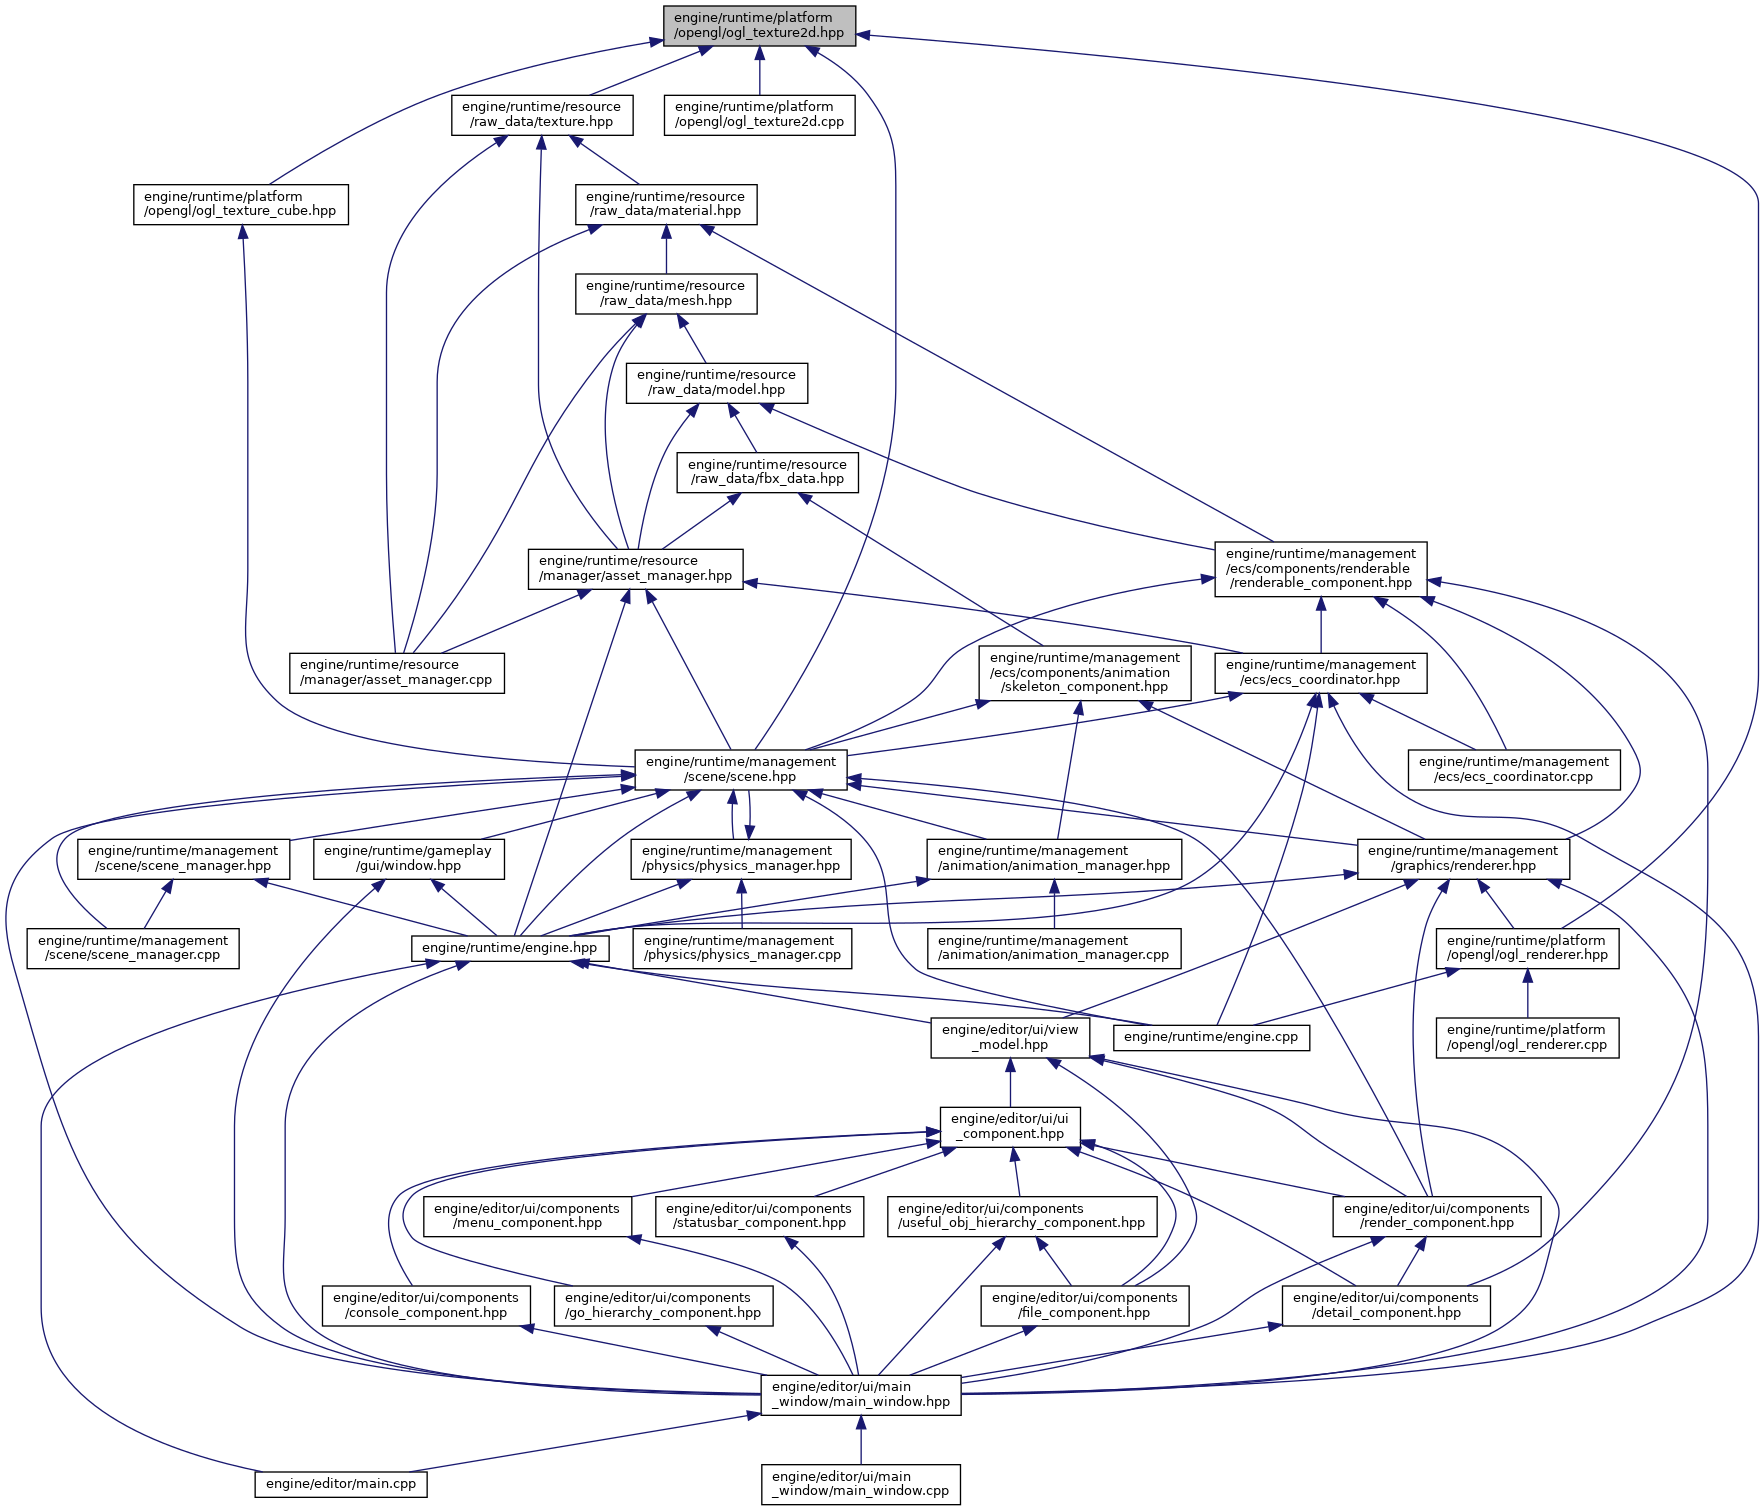 engine/runtime/platform
/opengl/ogl_texture2d.hpp
engine/runtime/resource
/raw_data/texture.hpp
engine/runtime/platform
/opengl/ogl_texture2d.cpp
engine/runtime/platform
/opengl/ogl_texture_cube.hpp
engine/runtime/resource
/raw_data/material.hpp
engine/runtime/resource
/raw_data/mesh.hpp
engine/runtime/resource
/raw_data/model.hpp
engine/runtime/resource
/raw_data/fbx_data.hpp
engine/runtime/resource
/manager/asset_manager.hpp
engine/runtime/management
/ecs/components/renderable
/renderable_component.hpp
engine/runtime/resource
/manager/asset_manager.cpp
engine/runtime/management
/ecs/components/animation
/skeleton_component.hpp
engine/runtime/management
/ecs/ecs_coordinator.hpp
engine/runtime/management
/scene/scene.hpp
engine/runtime/management
/ecs/ecs_coordinator.cpp
engine/runtime/management
/scene/scene_manager.hpp
engine/runtime/gameplay
/gui/window.hpp
engine/runtime/management
/physics/physics_manager.hpp
engine/runtime/management
/animation/animation_manager.hpp
engine/runtime/management
/graphics/renderer.hpp
engine/runtime/management
/scene/scene_manager.cpp
engine/runtime/engine.hpp
engine/runtime/management
/physics/physics_manager.cpp
engine/runtime/management
/animation/animation_manager.cpp
engine/runtime/platform
/opengl/ogl_renderer.hpp
engine/editor/ui/view
_model.hpp
engine/runtime/engine.cpp
engine/runtime/platform
/opengl/ogl_renderer.cpp
engine/editor/ui/ui
_component.hpp
engine/editor/ui/components
/menu_component.hpp
engine/editor/ui/components
/statusbar_component.hpp
engine/editor/ui/components
/useful_obj_hierarchy_component.hpp
engine/editor/ui/components
/render_component.hpp
engine/editor/ui/components
/console_component.hpp
engine/editor/ui/components
/go_hierarchy_component.hpp
engine/editor/ui/components
/file_component.hpp
engine/editor/ui/components
/detail_component.hpp
engine/editor/ui/main
_window/main_window.hpp
engine/editor/main.cpp
engine/editor/ui/main
_window/main_window.cpp